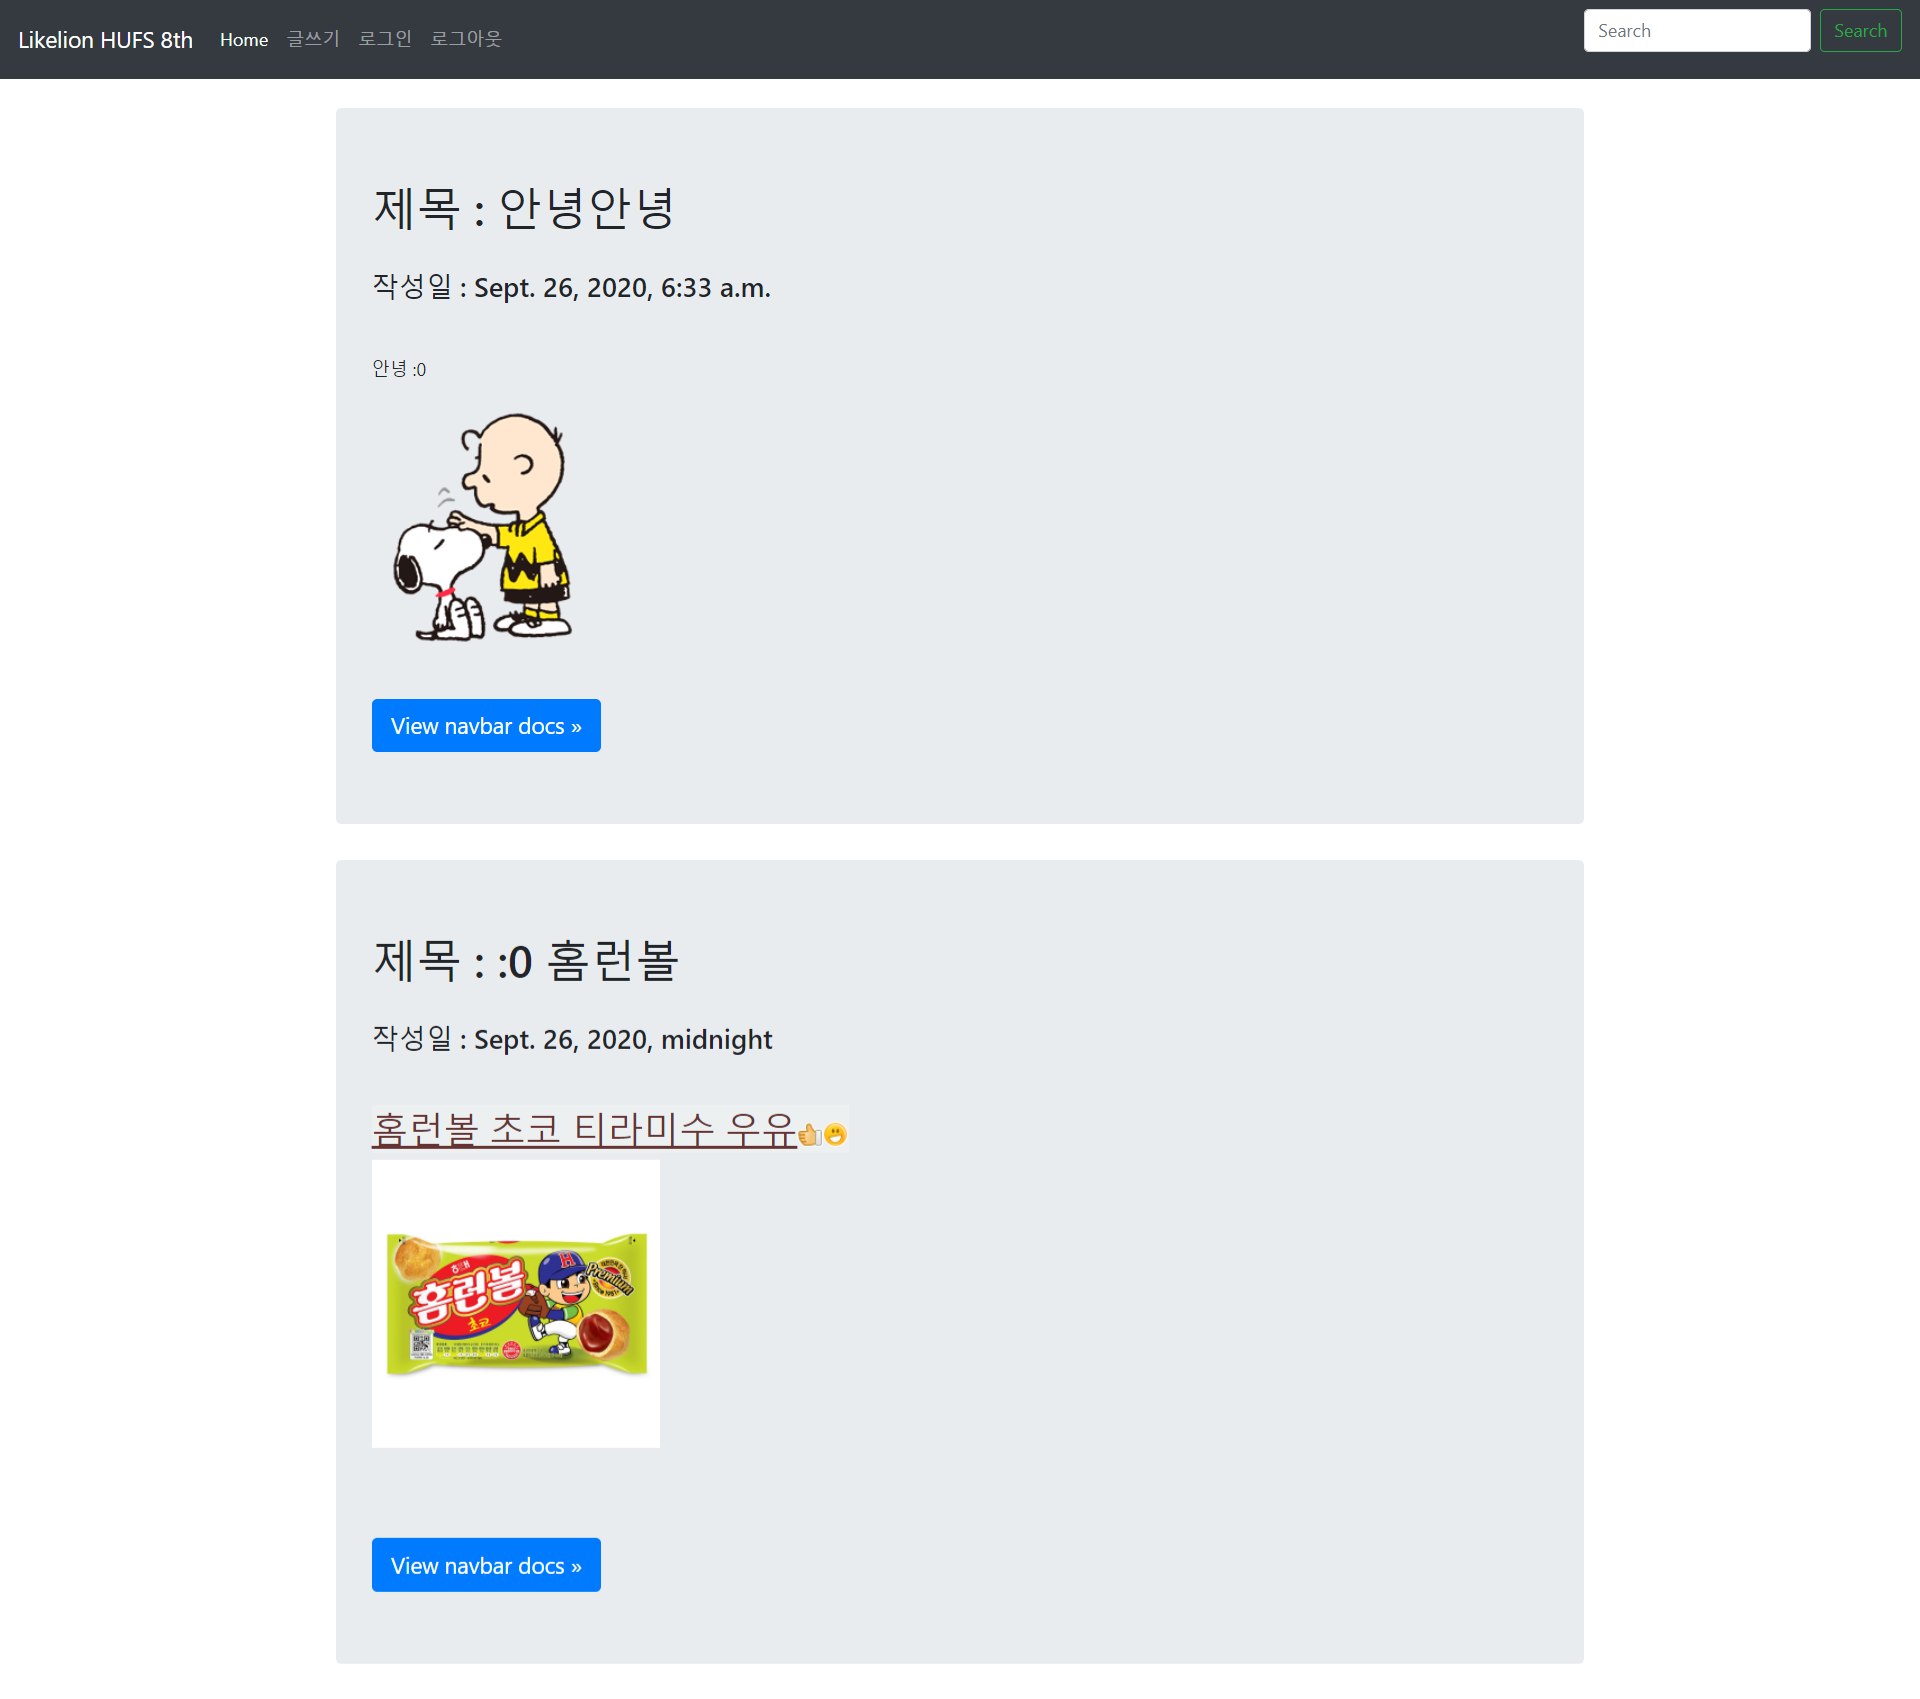 Likelion HUFS 8th Home 글쓰기 로그인 로그아웃 Search Search
제목 : 안녕안녕
작성일 : Sept. 26, 2020, 6:33 a.m.
안녕 :0
View navbar docs »
제목 : :0 홈런볼
작성일 : Sept. 26, 2020, midnight
홈런볼 초코 티라미수 우유👍😀
해태
H
홈런볼
Premium
초코
View navbar docs »